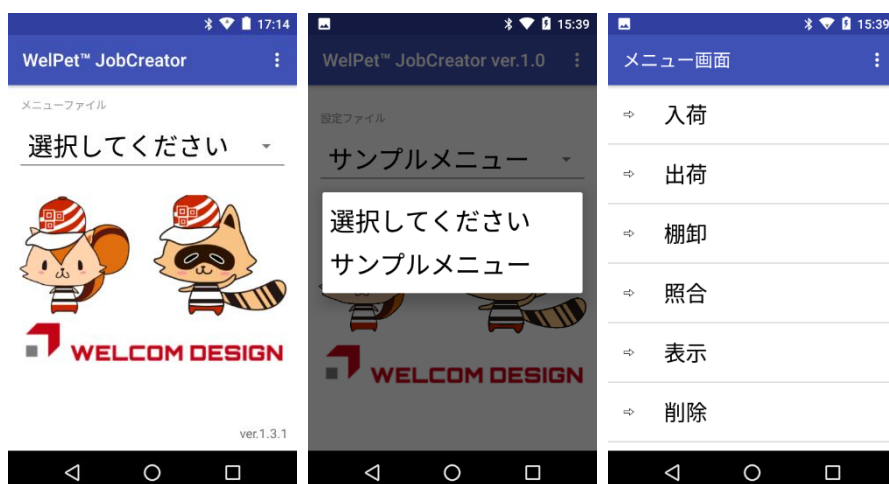 17:14
WelPet™ JobCreator
メニューファイル
選択してください
WELCOM DESIGN
ver.1.3.1
15:39
WelPet™ JobCreator ver.1.0
設定ファイル
サンプルメニュー
選択してください
サンプルメニュー
WELCOM DESIGN
15:39
メニュー画面
⇨ 入荷
⇨ 出荷
⇨ 棚卸
⇨ 照合
⇨ 表示
⇨ 削除